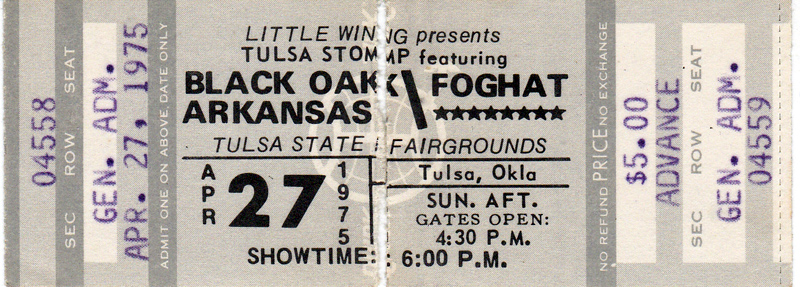 04558
SEC ROW SEAT
GEN. ADM.
APR. 27, 1975
ADMIT ONE ON ABOVE DATE ONLY
LITTLE WING presents
TULSA STOMP featuring
BLACK OAK
ARKANSAS
FOGHAT
★★★★★★★★★
TULSA STATE FAIRGROUNDS
APR
27
1975
Tulsa, Okla
SUN. AFT.
GATES OPEN:
4:30 P.M.
SHOWTIME: 6:00 P.M.
NO REFUND PRICE NO EXCHANGE
$5.00
ADVANCE
SEC ROW SEAT
GEN. ADM.
04559